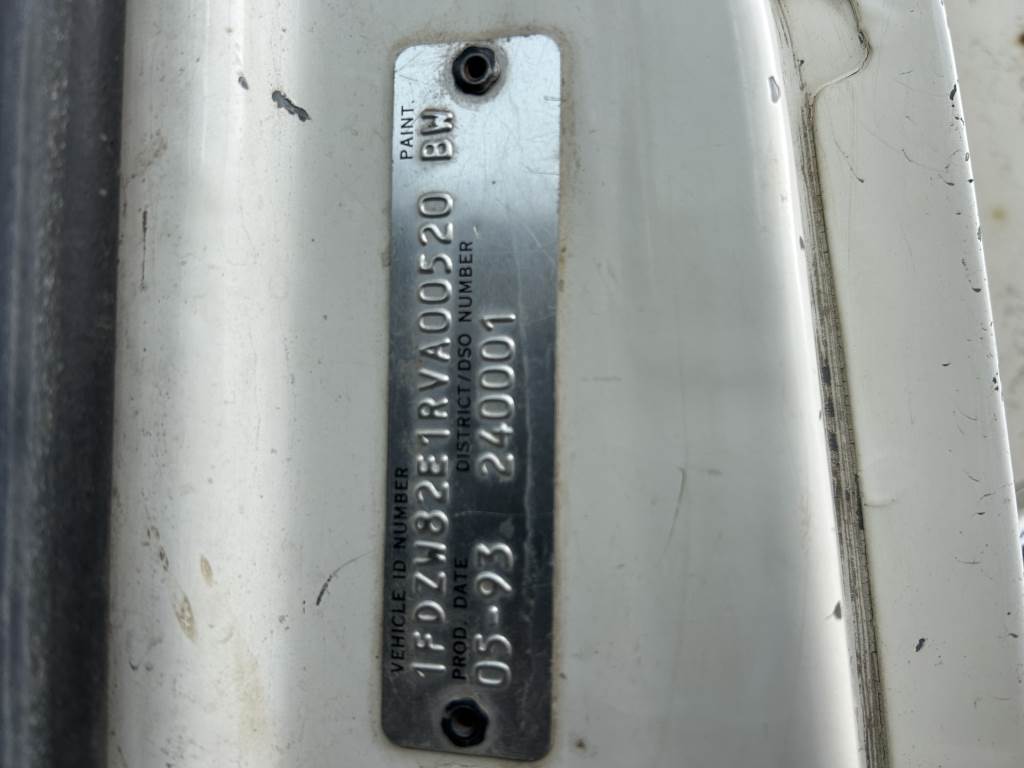 VEHICLE ID NUMBER PAINT
1FDZW82E1RVA00520 BW
PROD. DATE DISTRICT/DSO NUMBER
05-93 240001